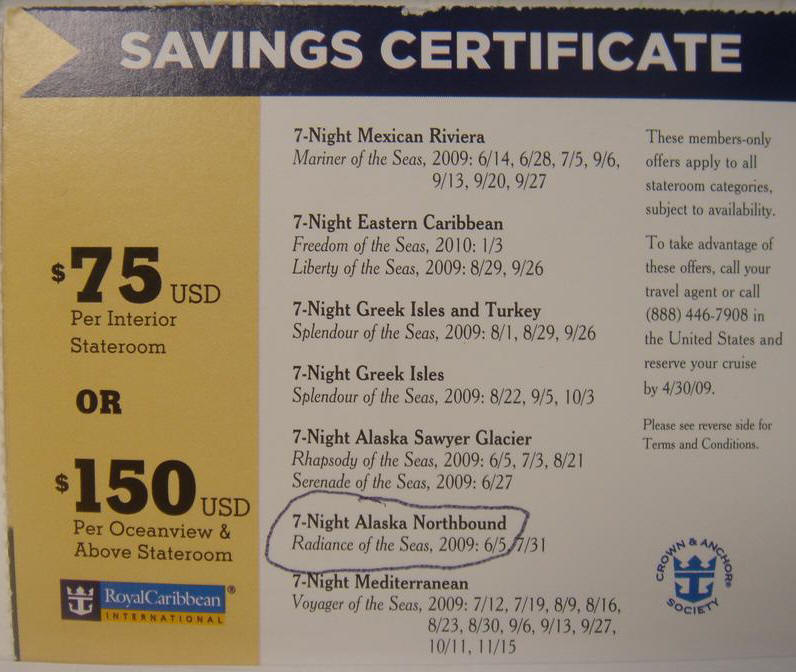 SAVINGS CERTIFICATE
$75 USD
Per Interior
Stateroom
OR
$150 USD
Per Oceanview &
Above Stateroom
RoyalCaribbean®
INTERNATIONAL
7-Night Mexican Riviera
Mariner of the Seas, 2009: 6/14, 6/28, 7/5, 9/6,
9/13, 9/20, 9/27
7-Night Eastern Caribbean
Freedom of the Seas, 2010: 1/3
Liberty of the Seas, 2009: 8/29, 9/26
7-Night Greek Isles and Turkey
Splendour of the Seas, 2009: 8/1, 8/29, 9/26
7-Night Greek Isles
Splendour of the Seas, 2009: 8/22, 9/5, 10/3
7-Night Alaska Sawyer Glacier
Rhapsody of the Seas, 2009: 6/5, 7/3, 8/21
Serenade of the Seas, 2009: 6/27
7-Night Alaska Northbound
Radiance of the Seas, 2009: 6/5, 7/31
7-Night Mediterranean
Voyager of the Seas, 2009: 7/12, 7/19, 8/9, 8/16,
8/23, 8/30, 9/6, 9/13, 9/27,
10/11, 11/15
These members-only
offers apply to all
stateroom categories,
subject to availability.
To take advantage of
these offers, call your
travel agent or call
(888) 446-7908 in
the United States and
reserve your cruise
by 4/30/09.
Please see reverse side for
Terms and Conditions.
CROWN & ANCHOR®
SOCIETY